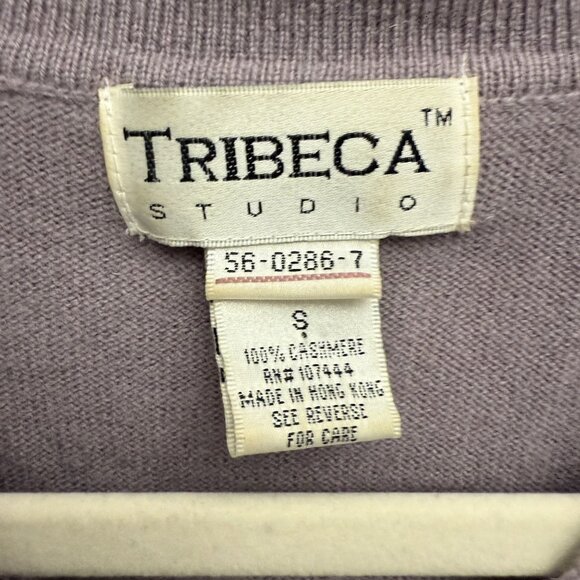 TRIBECA™
STUDIO
56-0286-7
S
100% CASHMERE
RN# 107444
MADE IN HONG KONG
SEE REVERSE
FOR CARE